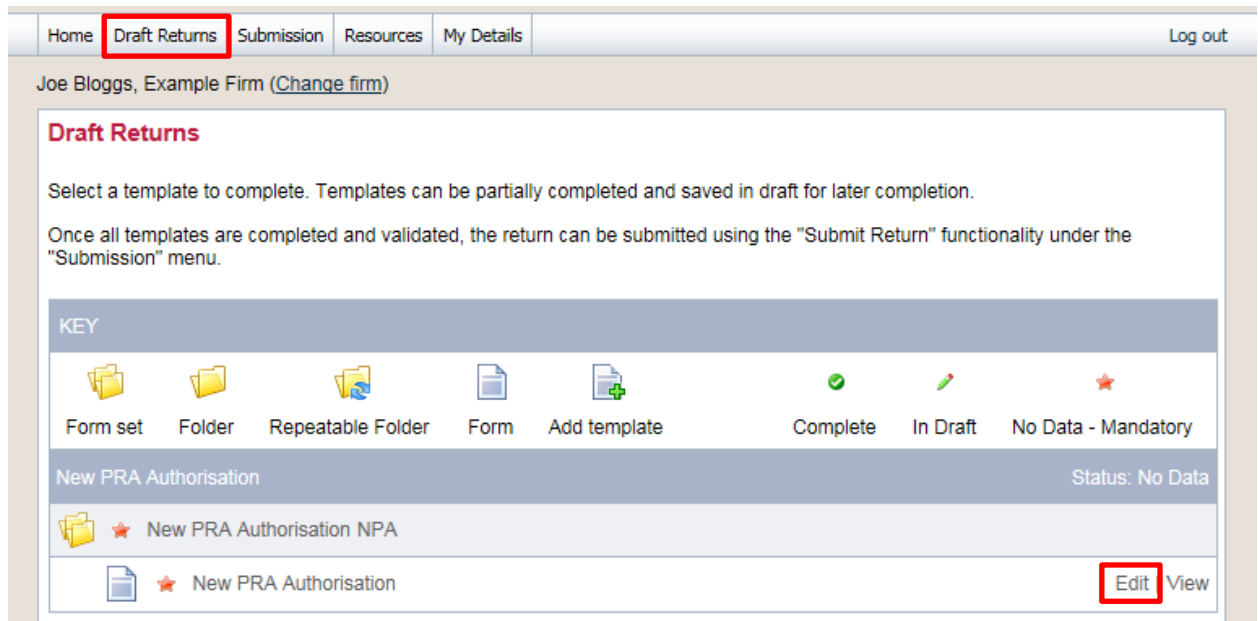 Home Draft Returns Submission Resources My Details Log out
Joe Bloggs, Example Firm (Change firm)
Draft Returns
Select a template to complete. Templates can be partially completed and saved in draft for later completion.
Once all templates are completed and validated, the return can be submitted using the "Submit Return" functionality under the
"Submission" menu.
KEY
Form set Folder Repeatable Folder Form Add template Complete In Draft No Data - Mandatory
New PRA Authorisation Status: No Data
New PRA Authorisation NPA
New PRA Authorisation Edit | View